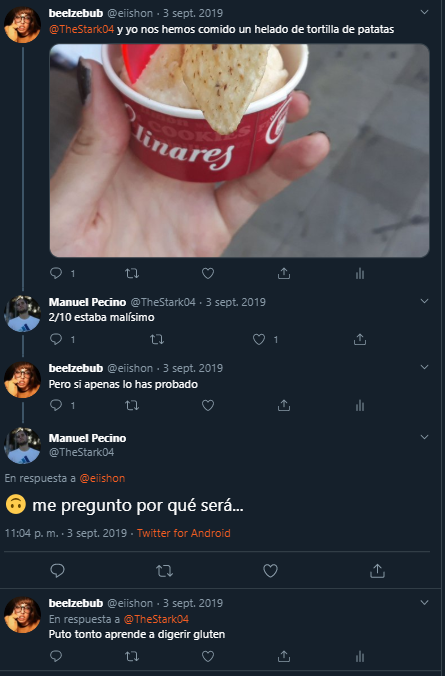 beelzebub @eiishon · 3 sept. 2019
@TheStark04 y yo nos hemos comido un helado de tortilla de patatas
COOKIES
linares
1
Manuel Pecino @TheStark04 · 3 sept. 2019
2/10 estaba malísimo
1 1
beelzebub @eiishon · 3 sept. 2019
Pero si apenas lo has probado
1
Manuel Pecino
@TheStark04
En respuesta a @eiishon
🙃 me pregunto por qué será...
11:04 p. m. · 3 sept. 2019 · Twitter for Android
beelzebub @eiishon · 3 sept. 2019
En respuesta a @TheStark04
Puto tonto aprende a digerir gluten